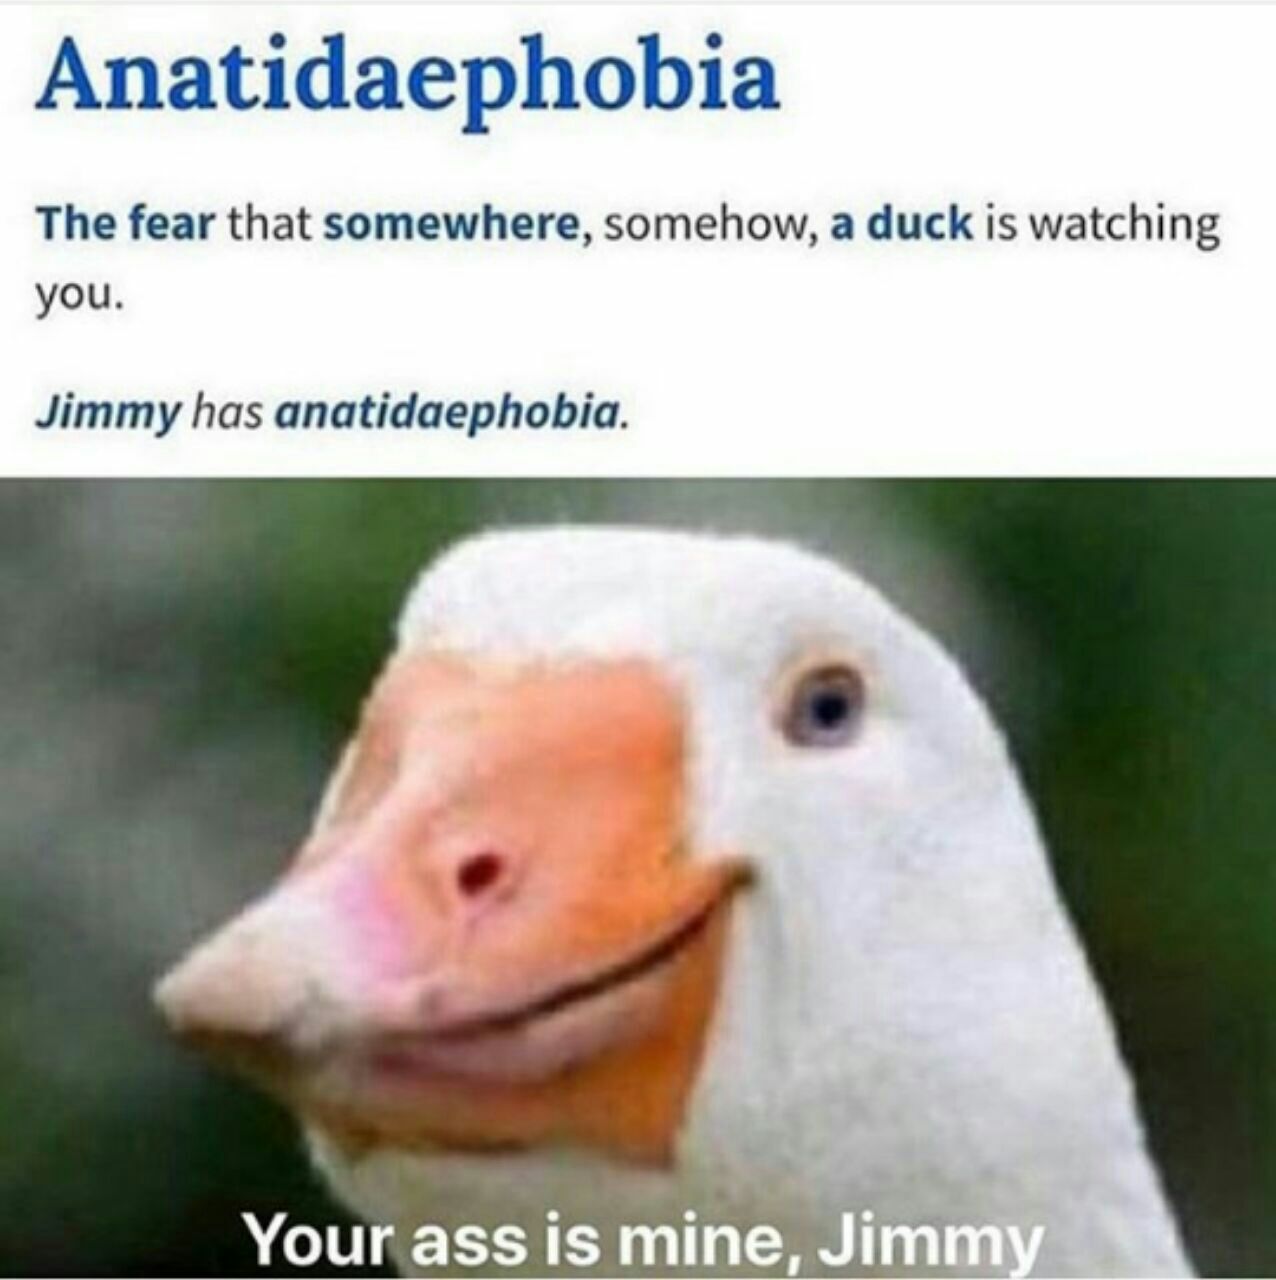 Anatidaephobia
The fear that somewhere, somehow, a duck is watching
you.
Jimmy has anatidaephobia.
Your ass is mine, Jimmy